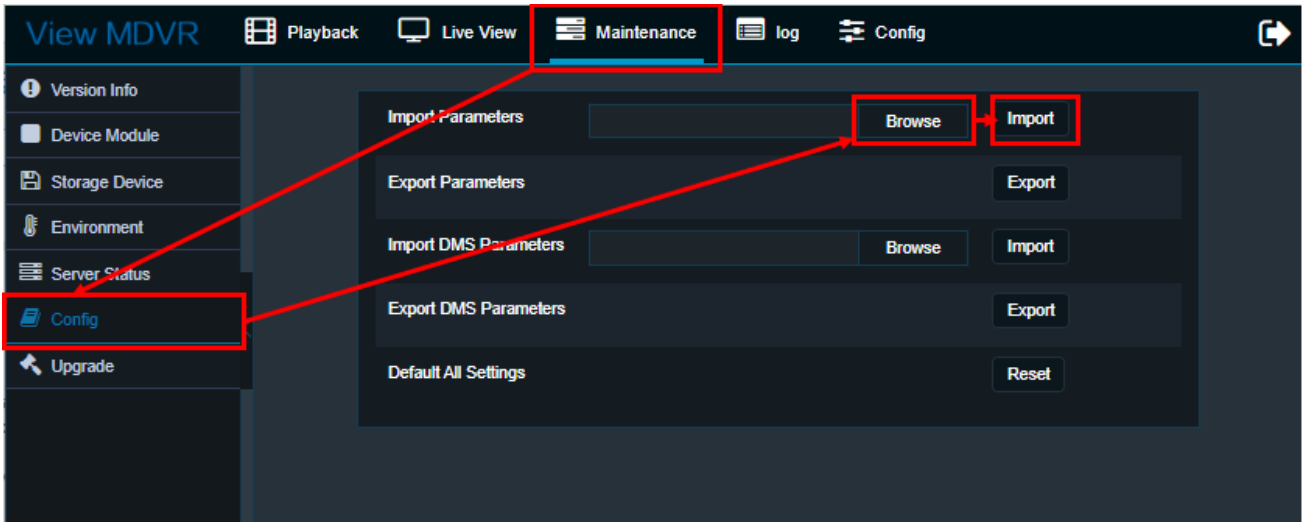 View MDVR Playback Live View Maintenance log Config
Version Info
Device Module
Storage Device
Environment
Server Status
Config
Upgrade
Import Parameters Browse Import
Export Parameters Export
Import DMS Parameters Browse Import
Export DMS Parameters Export
Default All Settings Reset